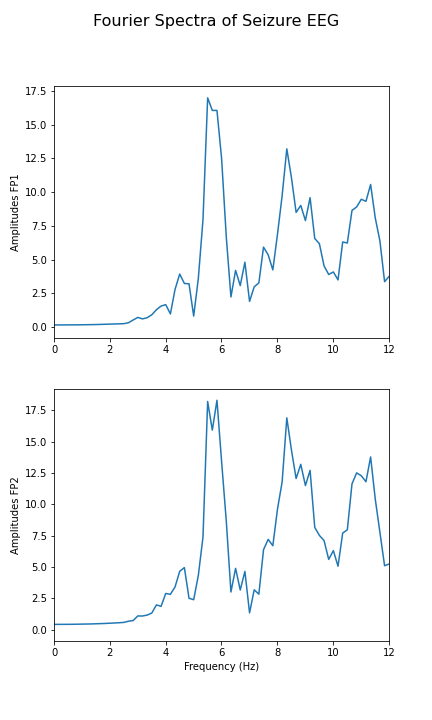 Fourier Spectra of Seizure EEG
17.5
15.0
12.5
10.0
7.5
5.0
2.5
0.0
Amplitudes FP1
0 2 4 6 8 10 12
17.5
15.0
12.5
10.0
7.5
5.0
2.5
0.0
Amplitudes FP2
0 2 4 6 8 10 12
Frequency (Hz)